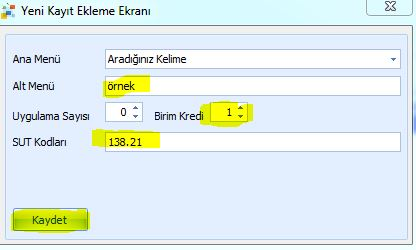 Yeni Kayıt Ekleme Ekranı
Ana Menü Aradığınız Kelime
Alt Menü örnek
Uygulama Sayısı 0 Birim Kredi 1
SUT Kodları 138.21
Kaydet